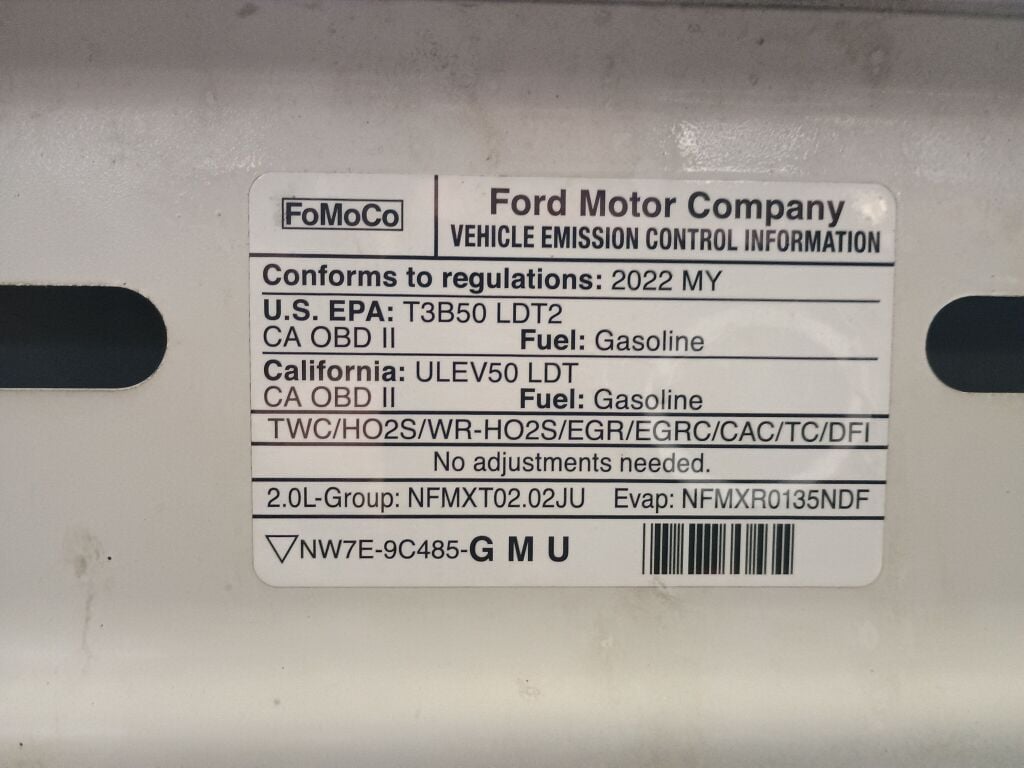 FoMoCo
Ford Motor Company
VEHICLE EMISSION CONTROL INFORMATION
Conforms to regulations: 2022 MY
U.S. EPA: T3B50 LDT2
CA OBD II Fuel: Gasoline
California: ULEV50 LDT
CA OBD II Fuel: Gasoline
TWC/HO2S/WR-HO2S/EGR/EGRC/CAC/TC/DFI
No adjustments needed.
2.0L-Group: NFMXT02.02JU Evap: NFMXR0135NDF
▽NW7E-9C485-G M U